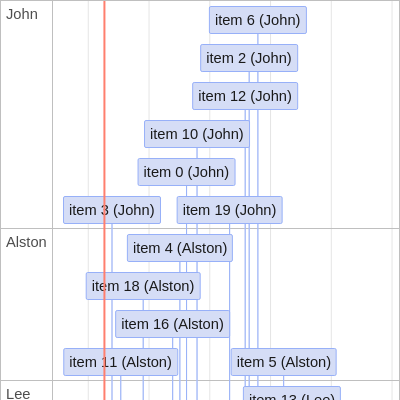 John
item 6 (John)
item 2 (John)
item 12 (John)
item 10 (John)
item 0 (John)
item 3 (John)
item 19 (John)
Alston
item 4 (Alston)
item 18 (Alston)
item 16 (Alston)
item 11 (Alston)
item 5 (Alston)
Lee
item 13 (Lee)